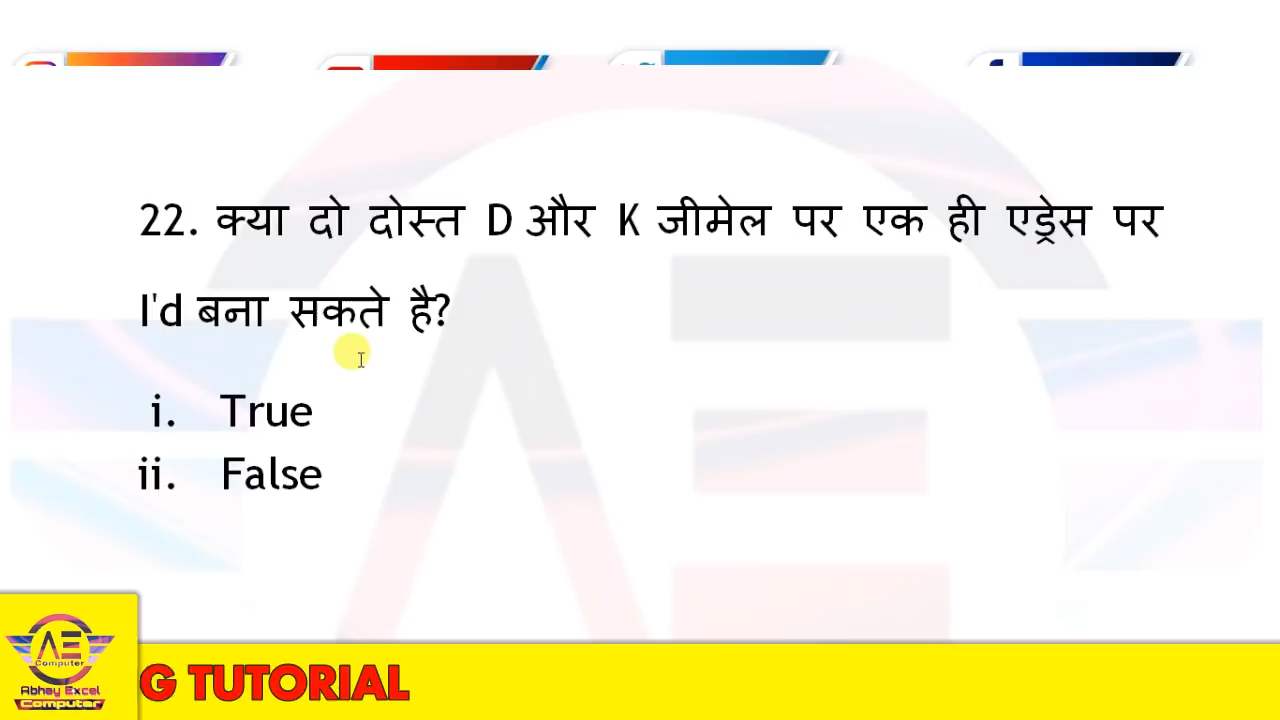 22. क्या दो दोस्त D और K जीमेल पर एक ही एड्रेस पर
I'd बना सकते है?
i. True
ii. False
AE
Computer
Abhay Excel
Computer
G TUTORIAL